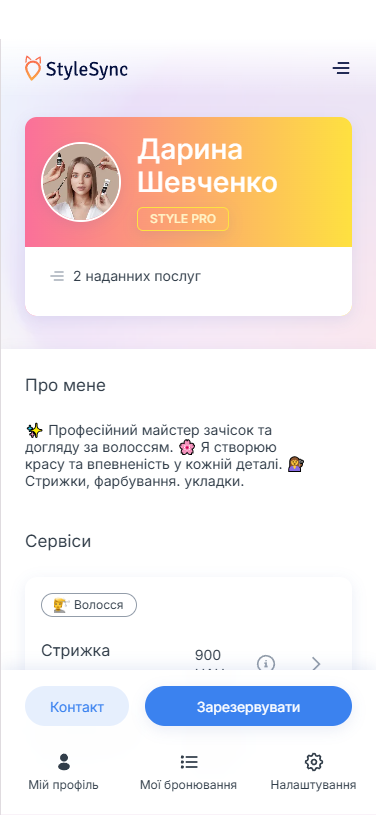 StyleSync
Дарина
Шевченко
STYLE PRO
2 наданних послуг
Про мене
✨ Професійний майстер зачісок та
догляду за волоссям. 🌸 Я створюю
красу та впевненість у кожній деталі. 💇‍♀️
Стрижки, фарбування. укладки.
Сервіси
Волосся
Стрижка
900
Контакт
Зарезервувати
Мій профіль
Мої бронювання
Налаштування